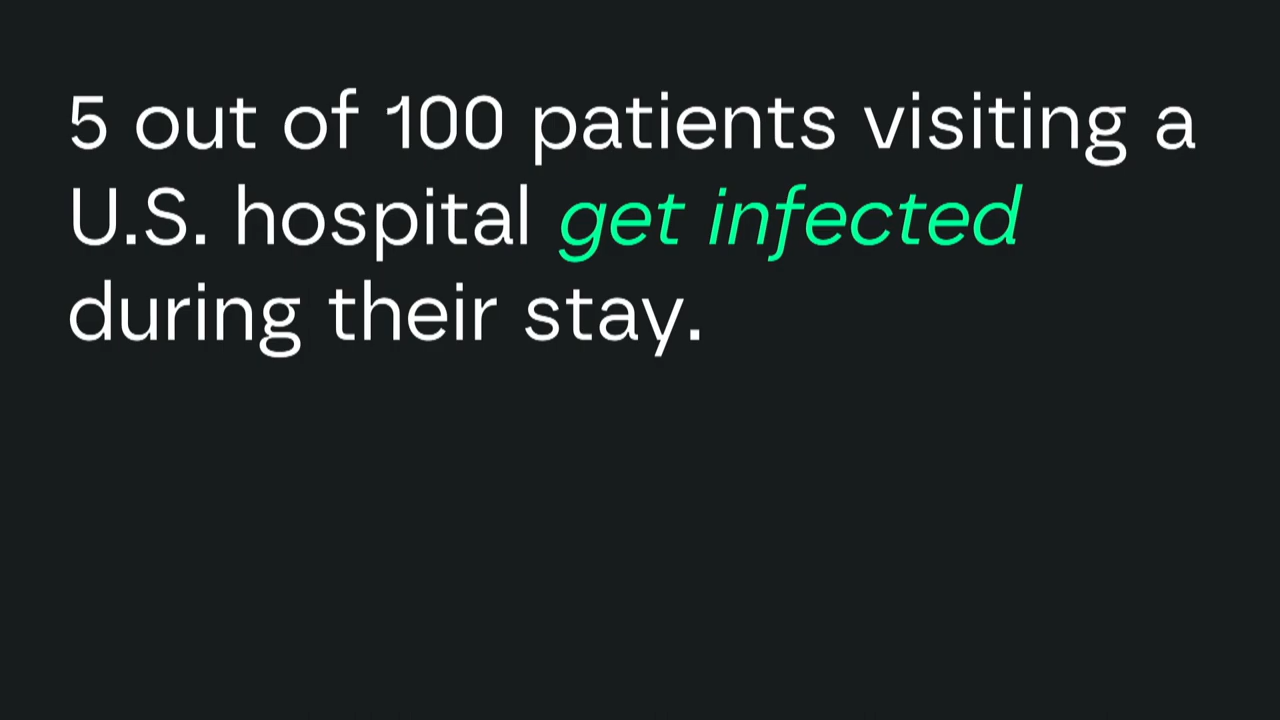 5 out of 100 patients visiting a
U.S. hospital get infected
during their stay.